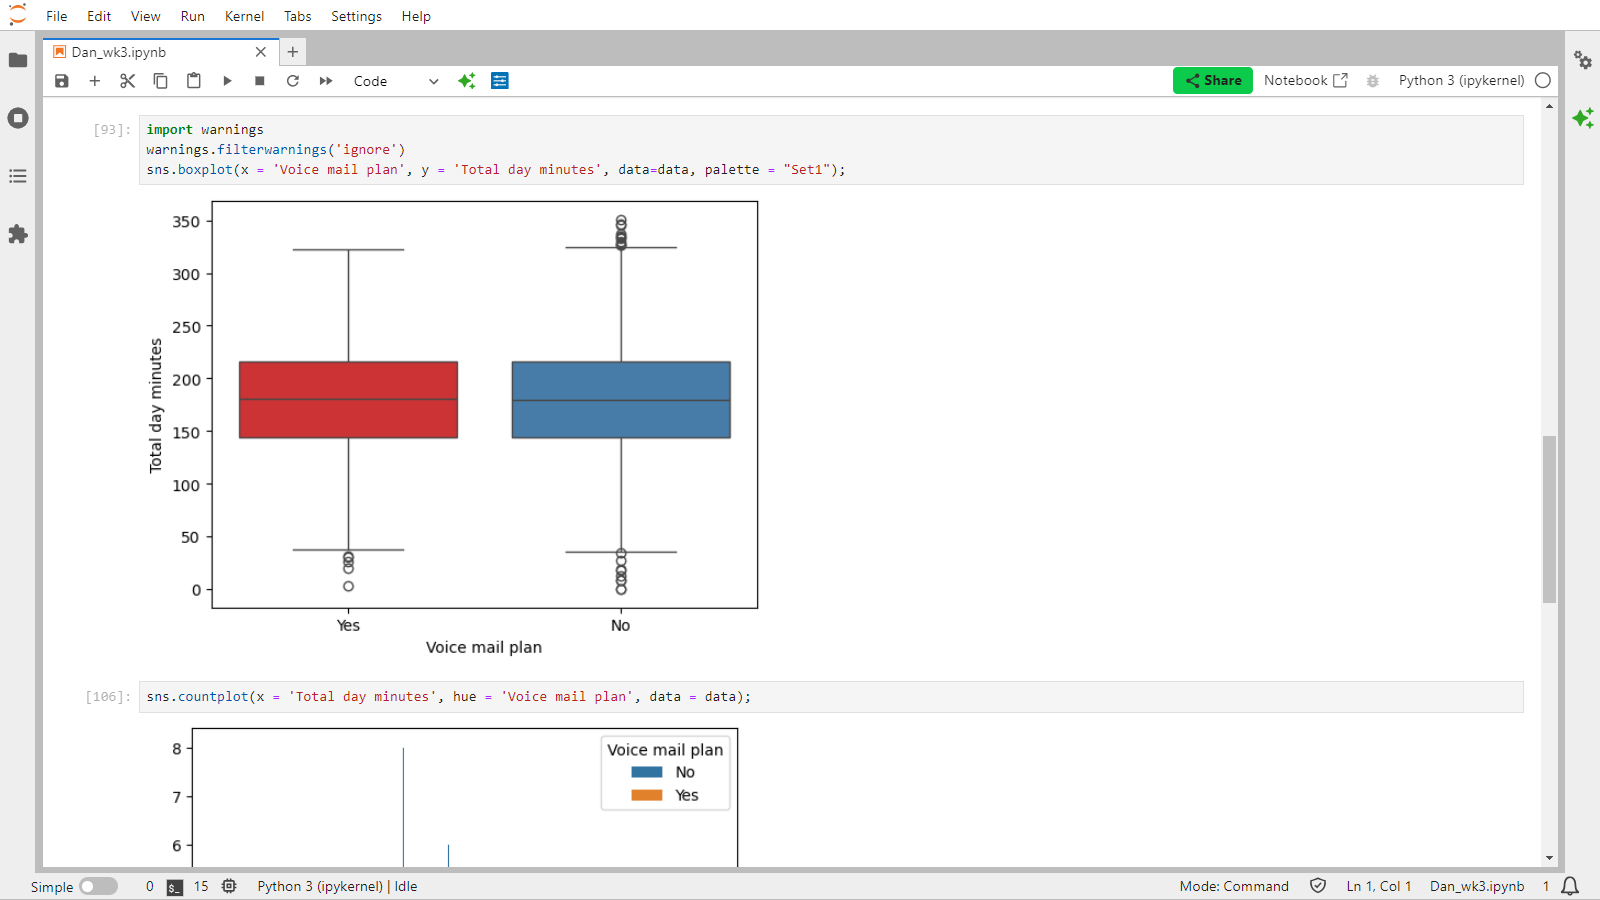 File Edit View Run Kernel Tabs Settings Help
Dan_wk3.ipynb
Code
Share
Notebook
Python 3 (ipykernel)
[93]:
import warnings
warnings.filterwarnings('ignore')
sns.boxplot(x = 'Voice mail plan', y = 'Total day minutes', data=data, palette = "Set1");
350
300
250
200
150
100
50
0
Total day minutes
Yes No
Voice mail plan
[106]:
sns.countplot(x = 'Total day minutes', hue = 'Voice mail plan', data = data);
8
7
6
Voice mail plan
No
Yes
Simple 0 $_ 15 Python 3 (ipykernel) | Idle Mode: Command Ln 1, Col 1 Dan_wk3.ipynb 1